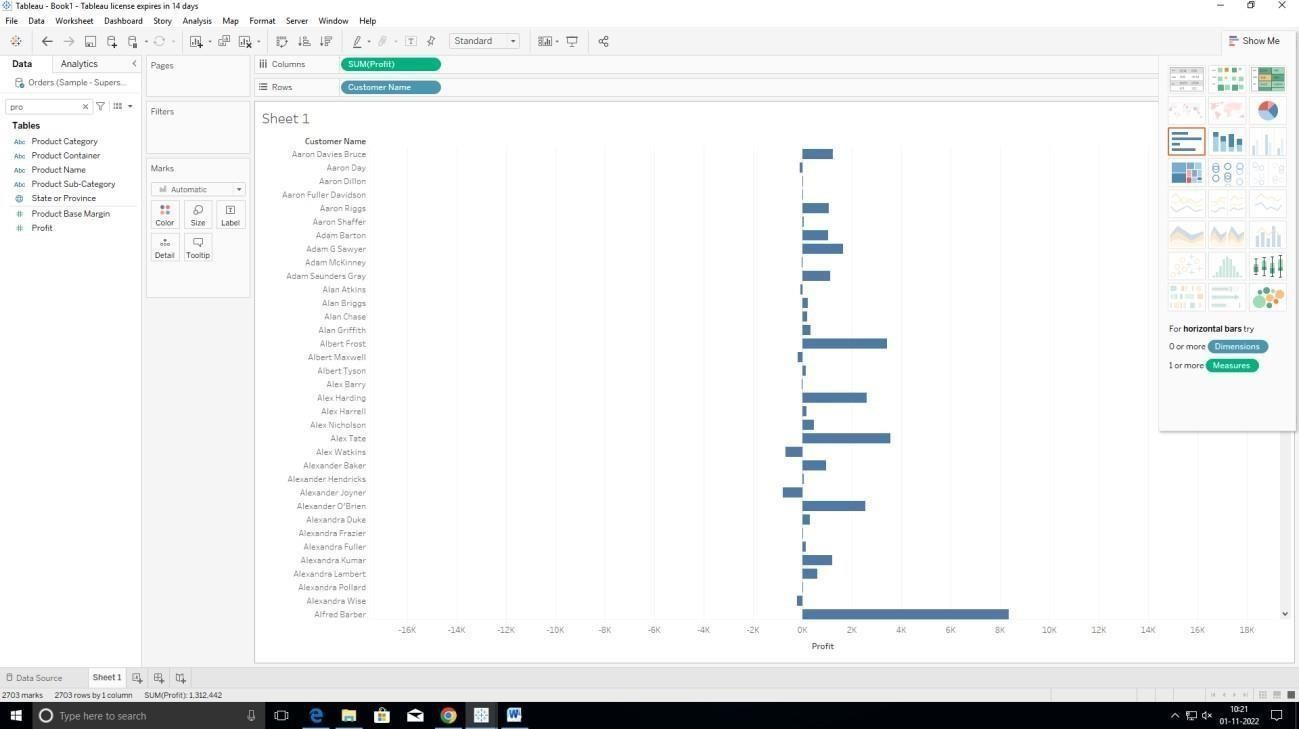 Tableau - Book1 - Tableau license expires in 14 days
File Data Worksheet Dashboard Story Analysis Map Format Server Window Help
Standard
Show Me
Data Analytics
Orders (Sample - Supers...
pro
Tables
Abc Product Category
Abc Product Container
Abc Product Name
Abc Product Sub-Category
State or Province
# Product Base Margin
# Profit
Pages
Filters
Marks
Automatic
Color Size Label
Detail Tooltip
Columns SUM(Profit)
Rows Customer Name
Sheet 1
Customer Name
Aaron Davies Bruce
Aaron Day
Aaron Dillon
Aaron Fuller Davidson
Aaron Riggs
Aaron Shaffer
Adam Barton
Adam G Sawyer
Adam McKinney
Adam Saunders Gray
Alan Atkins
Alan Briggs
Alan Chase
Alan Griffith
Albert Frost
Albert Maxwell
Albert Tyson
Alex Barry
Alex Harding
Alex Harrell
Alex Nicholson
Alex Tate
Alex Watkins
Alexander Baker
Alexander Hendricks
Alexander Joyner
Alexander O'Brien
Alexandra Duke
Alexandra Frazier
Alexandra Fuller
Alexandra Kumar
Alexandra Lambert
Alexandra Pollard
Alexandra Wise
Alfred Barber
-16K -14K -12K -10K -8K -6K -4K -2K 0K 2K 4K 6K 8K 10K 12K 14K 16K 18K
Profit
For horizontal bars try
0 or more Dimensions
1 or more Measures
Data Source Sheet 1
2703 marks 2703 rows by 1 column SUM(Profit): 1,312,442
Type here to search
10:21
01-11-2022